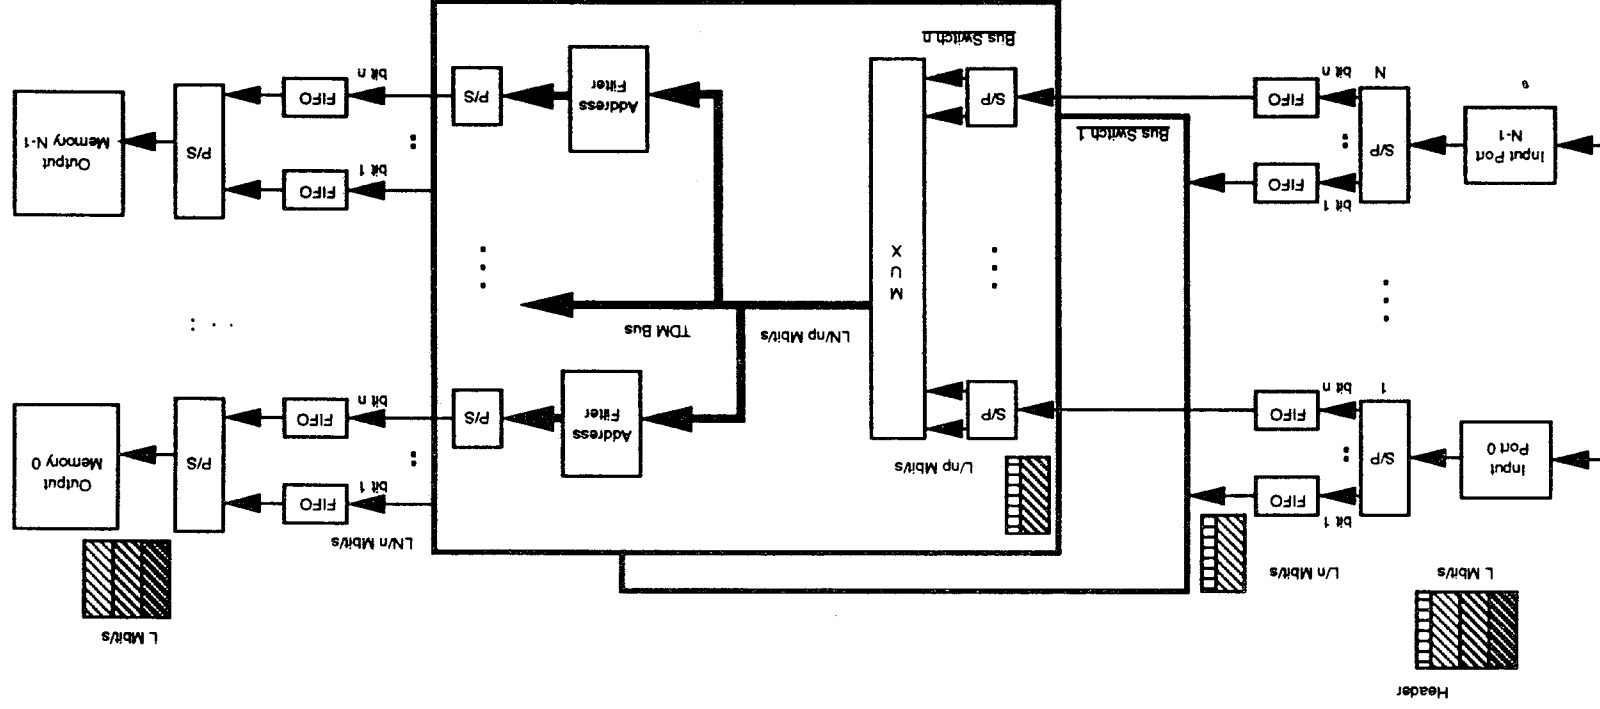 Header
L Mbit/s
L Mbit/s
L/n Mbit/s
LN/n Mbit/s
bit 1
FIFO
FIFO
bit 1
P/S
Input
Port 0
S/P
L/np Mbit/s
Output
Memory 0
S/P
Address
Filter
P/S
1
bit n
FIFO
bit n
FIFO
LN/np Mbit/s
TDM Bus
M
U
X
bit 1
FIFO
FIFO
bit 1
Input Port
N-1
S/P
P/S
Output
Memory N-1
Bus Switch 1
N
bit n
FIFO
S/P
Address
Filter
P/S
bit n
FIFO
Bus Switch n